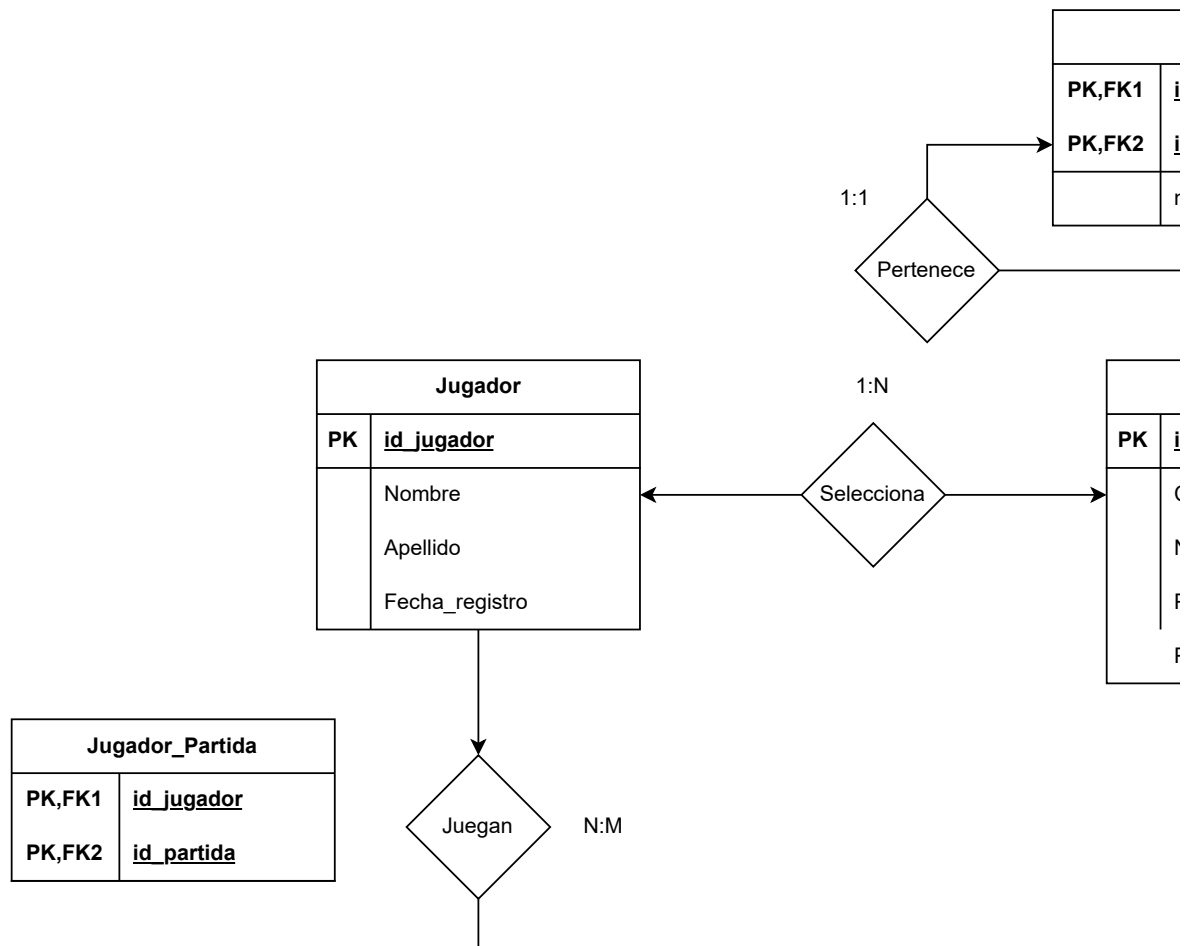 PK,FK1
PK,FK2
1:1
Pertenece
Jugador
PK id_jugador
Nombre
Apellido
Fecha_registro
1:N
Selecciona
PK
Jugador_Partida
PK,FK1 id_jugador
PK,FK2 id_partida
Juegan
N:M